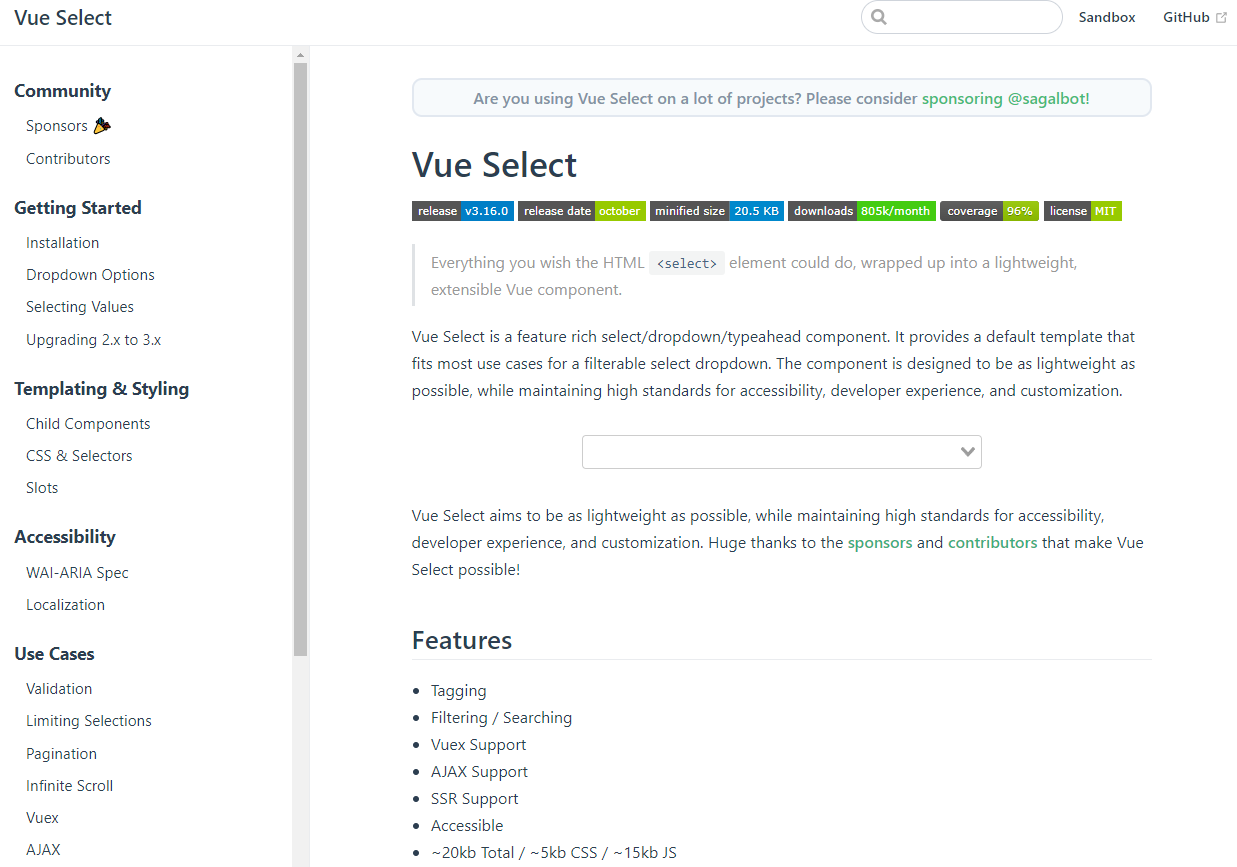 Vue Select
Sandbox
GitHub
Community
Sponsors 🎉
Contributors
Getting Started
Installation
Dropdown Options
Selecting Values
Upgrading 2.x to 3.x
Templating & Styling
Child Components
CSS & Selectors
Slots
Accessibility
WAI-ARIA Spec
Localization
Use Cases
Validation
Limiting Selections
Pagination
Infinite Scroll
Vuex
AJAX
Are you using Vue Select on a lot of projects? Please consider sponsoring @sagalbot!
Vue Select
release v3.16.0 release date october minified size 20.5 KB downloads 805k/month coverage 96% license MIT
Everything you wish the HTML <select> element could do, wrapped up into a lightweight,
extensible Vue component.
Vue Select is a feature rich select/dropdown/typeahead component. It provides a default template that
fits most use cases for a filterable select dropdown. The component is designed to be as lightweight as
possible, while maintaining high standards for accessibility, developer experience, and customization.
Vue Select aims to be as lightweight as possible, while maintaining high standards for accessibility,
developer experience, and customization. Huge thanks to the sponsors and contributors that make Vue
Select possible!
Features
• Tagging
• Filtering / Searching
• Vuex Support
• AJAX Support
• SSR Support
• Accessible
• ~20kb Total / ~5kb CSS / ~15kb JS